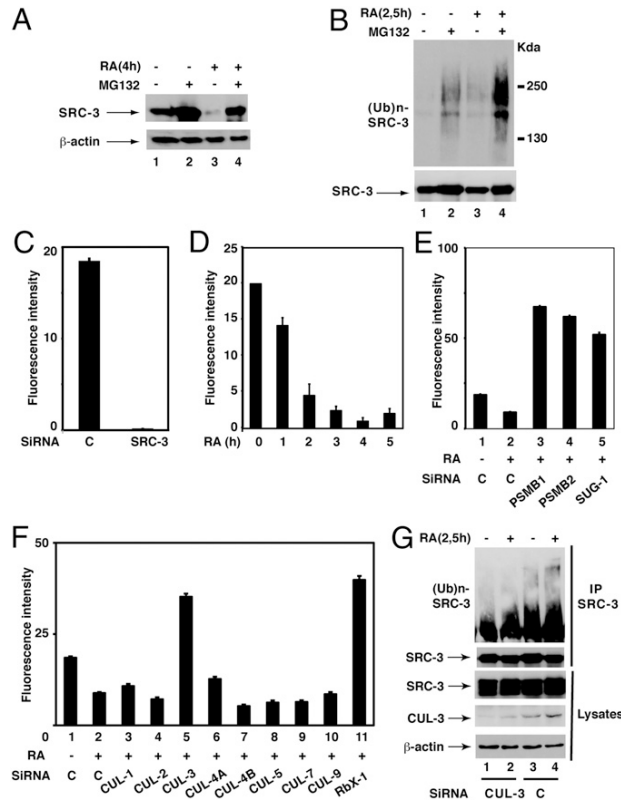 A
RA(4h) - - + +
MG132 - + - +
SRC-3
β-actin
1 2 3 4
B
RA(2,5h) - - + +
MG132 - + - +
Kda
250
(Ub)n-
SRC-3
130
SRC-3
1 2 3 4
C
Fluorescence intensity
20
10
0
SiRNA C SRC-3
D
Fluorescence intensity
25
20
15
10
5
0
RA (h) 0 1 2 3 4 5
E
Fluorescence intensity
100
50
0
1 2 3 4 5
RA - + + + +
SiRNA C C PSMB1 PSMB2 SUG-1
F
Fluorescence intensity
50
25
0 1 2 3 4 5 6 7 8 9 10 11
RA - + + + + + + + + + +
SiRNA C C CUL-1 CUL-2 CUL-3 CUL-4A CUL-4B CUL-5 CUL-7 CUL-9 RbX-1
G
RA(2,5h) - + - +
(Ub)n-
SRC-3
IP
SRC-3
SRC-3
SRC-3
CUL-3
Lysates
β-actin
1 2 3 4
SiRNA CUL-3 C